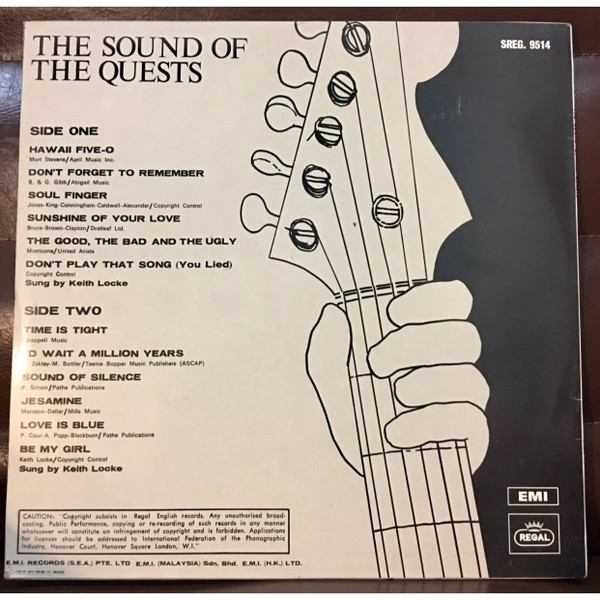 THE SOUND OF
THE QUESTS
SREG. 9514
SIDE ONE
HAWAII FIVE-O
Mort Stevens/April Music Inc.
DON'T FORGET TO REMEMBER
B. & G. Gibb/Abigail Music
SOUL FINGER
Jones-King-Cunningham-Caldwell-Alexander/Copyright Control
SUNSHINE OF YOUR LOVE
Bruce-Brown-Clapton/Dratleaf Ltd.
THE GOOD, THE BAD AND THE UGLY
Morricone/United Atists
DON'T PLAY THAT SONG (You Lied)
Copyright Control
Sung by Keith Locke
SIDE TWO
TIME IS TIGHT
Chappell Music
'D WAIT A MILLION YEARS
Zekley-M. Bottler/Teenie Bopper Music Publishers (ASCAP)
SOUND OF SILENCE
P. Simon/Pathe Publications
JESAMINE
Manston-Gellar/Mills Music
LOVE IS BLUE
P. Cour-A. Popp-Blackburn/Pathe Publications
BE MY GIRL
Keith Locke/Copyright Control
Sung by Keith Locke
CAUTION: "Copyright subsists in Regal English records. Any unauthorised broad-
casting, Public Performance, copying or re-recording of such records in any manner
whatsoever will constitute an infringement of copyright and is forbidden. Applications
for licences should be addressed to International Federation of the Phonographic
Industry, Hanover Court, Hanover Square London, W.I."
EMI
REGAL
E.M.I. RECORDS (S.E.A.) PTE. LTD E.M.I. (MALAYSIA) Sdn, Bhd. E.M.I. (H.K.) LTD.